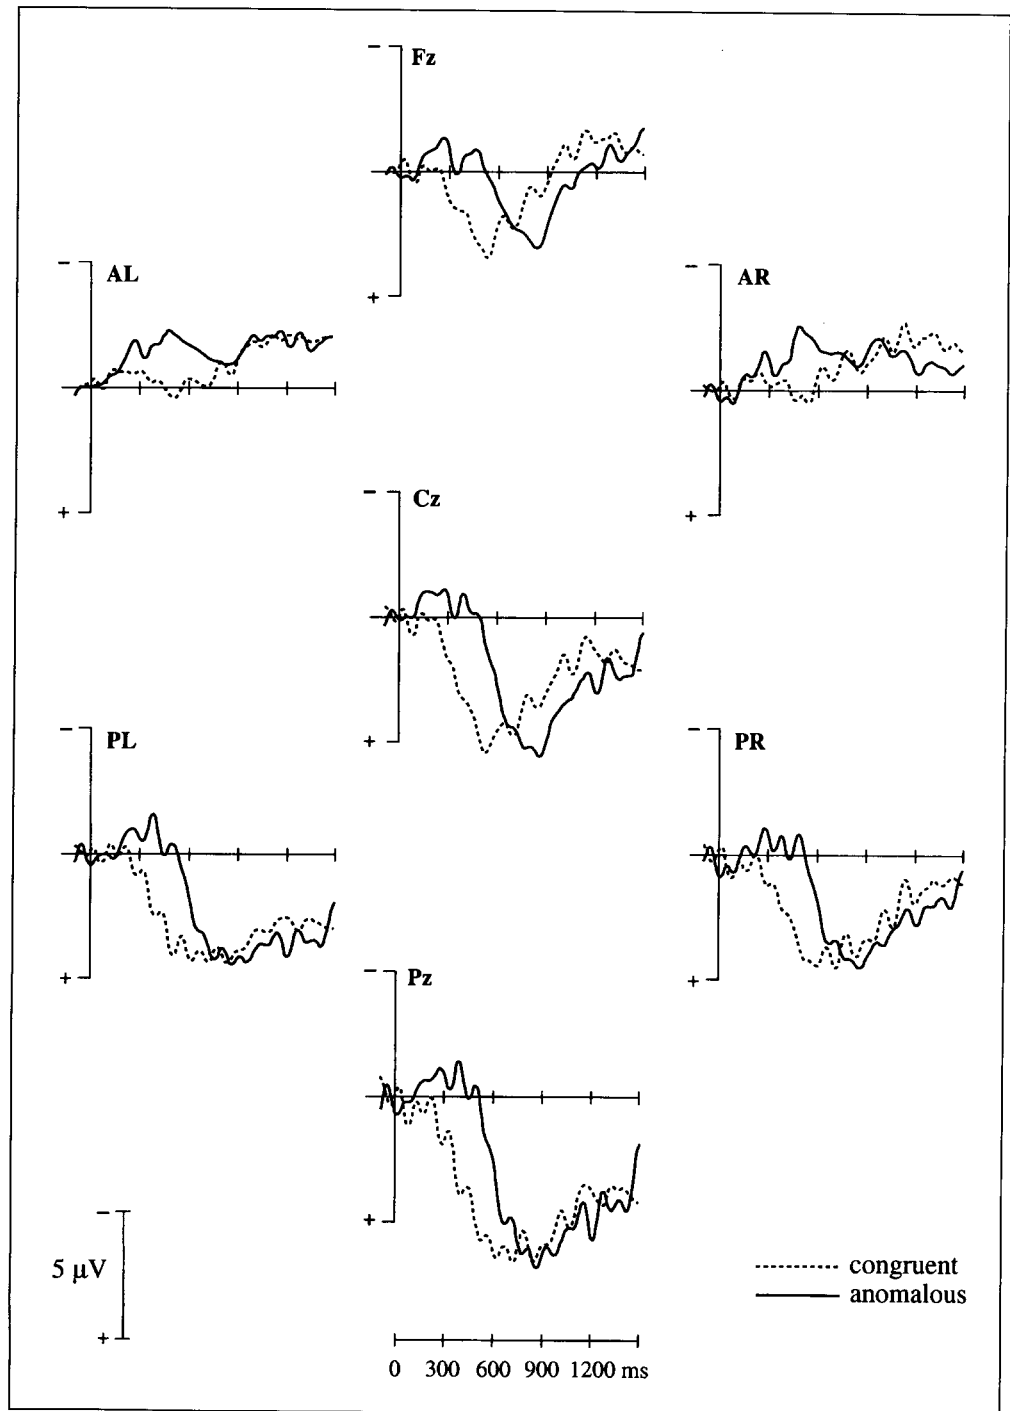 −
Fz
+
−
AL
+
−
AR
+
−
Cz
+
−
PL
+
−
PR
+
−
Pz
+
−
5 µV
+
congruent
anomalous
0 300 600 900 1200 ms